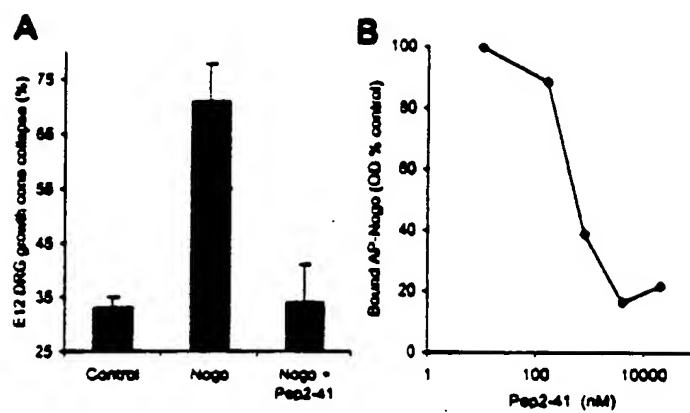 A
E12 DRG growth cone collapse (%)
75
65
55
45
35
25
Control
Nogo
Nogo +
Pep2-41
B
Bound AP-Nogo (OD % control)
100
80
60
40
20
0
1
100
10000
Pep2-41 (nM)